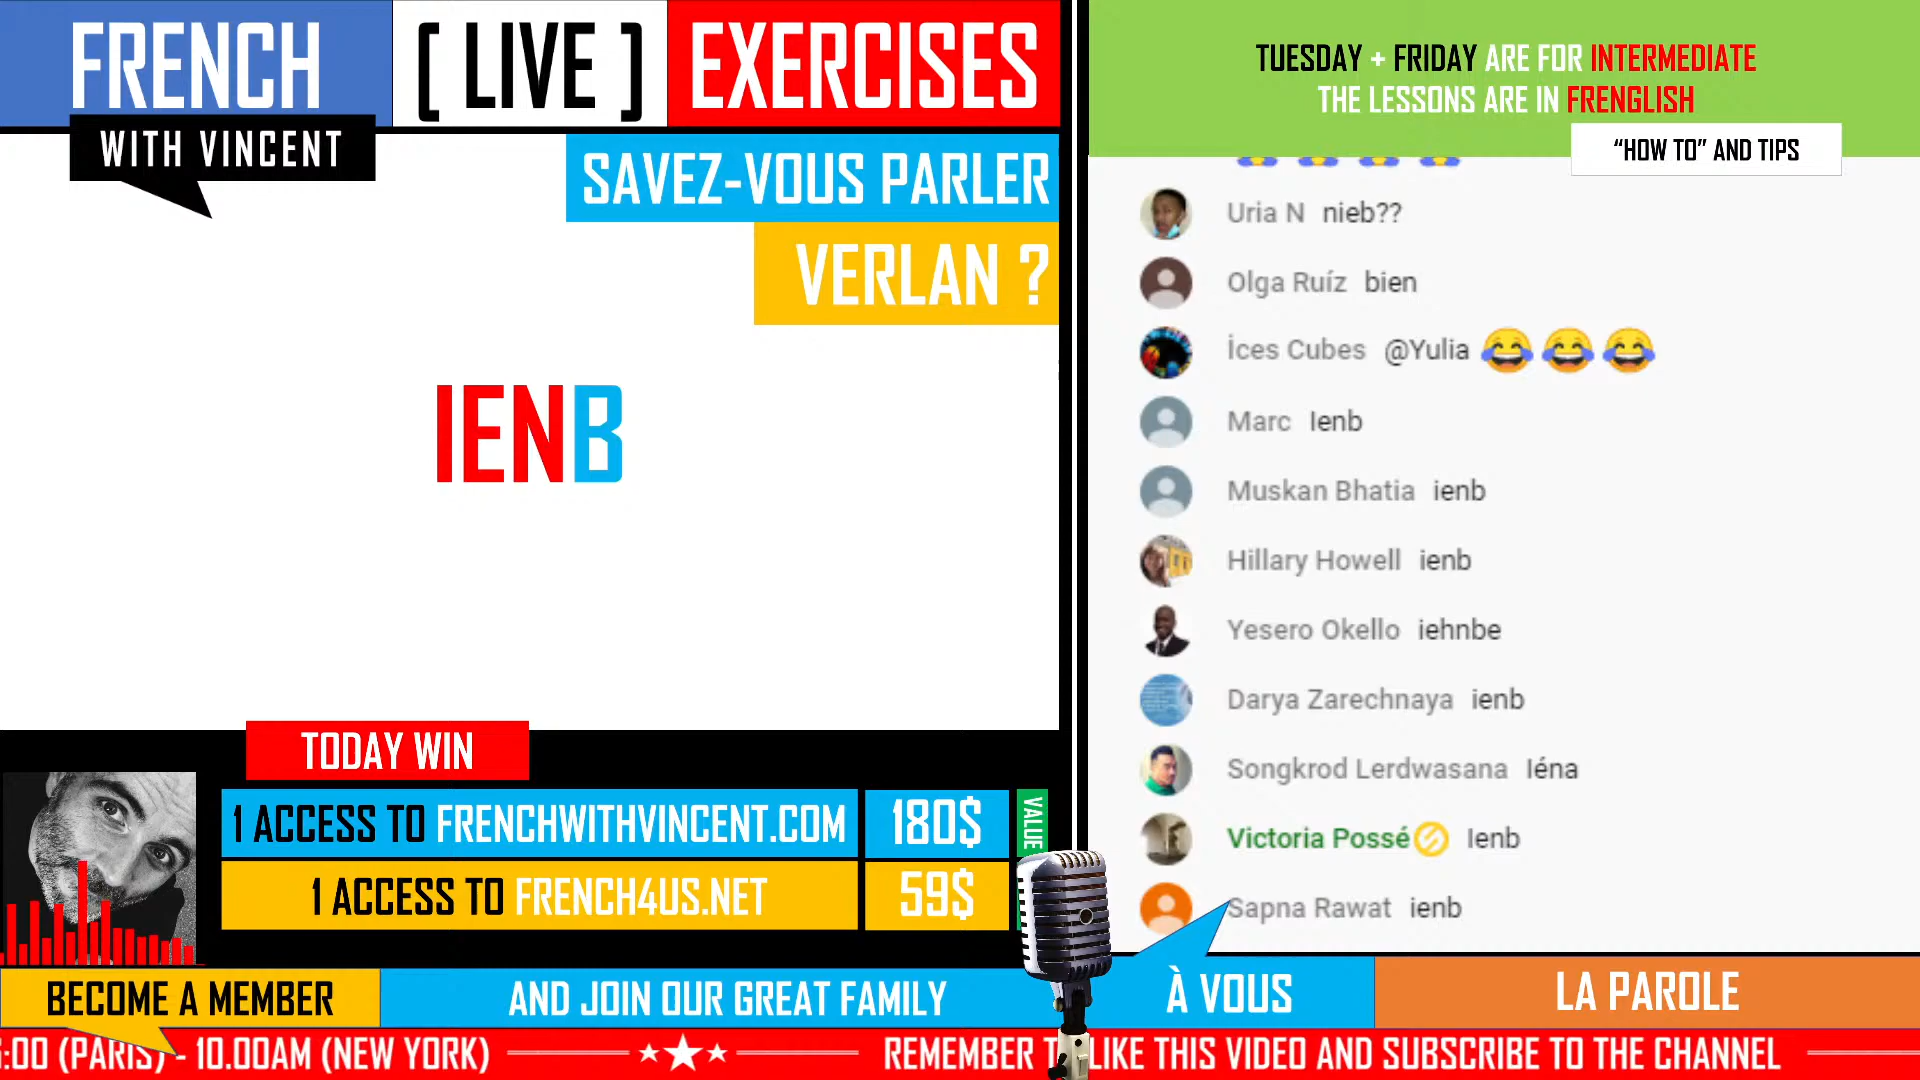 FRENCH
[ LIVE ]
EXERCISES
WITH VINCENT
SAVEZ-VOUS PARLER
VERLAN ?
IENB
TODAY WIN
1 ACCESS TO FRENCHWITHVINCENT.COM
180$
VALUE
1 ACCESS TO FRENCH4US.NET
59$
BECOME A MEMBER
AND JOIN OUR GREAT FAMILY
TUESDAY + FRIDAY ARE FOR INTERMEDIATE
THE LESSONS ARE IN FRENGLISH
“HOW TO” AND TIPS
Uria N nieb??
Olga Ruíz bien
İces Cubes @Yulia 😂😂😂
Marc Ienb
Muskan Bhatia ienb
Hillary Howell ienb
Yesero Okello iehnbe
Darya Zarechnaya ienb
Songkrod Lerdwasana Iéna
Victoria Possé Ienb
Sapna Rawat ienb
À VOUS
LA PAROLE
:00 (PARIS) - 10.00AM (NEW YORK)
REMEMBER LIKE THIS VIDEO AND SUBSCRIBE TO THE CHANNEL